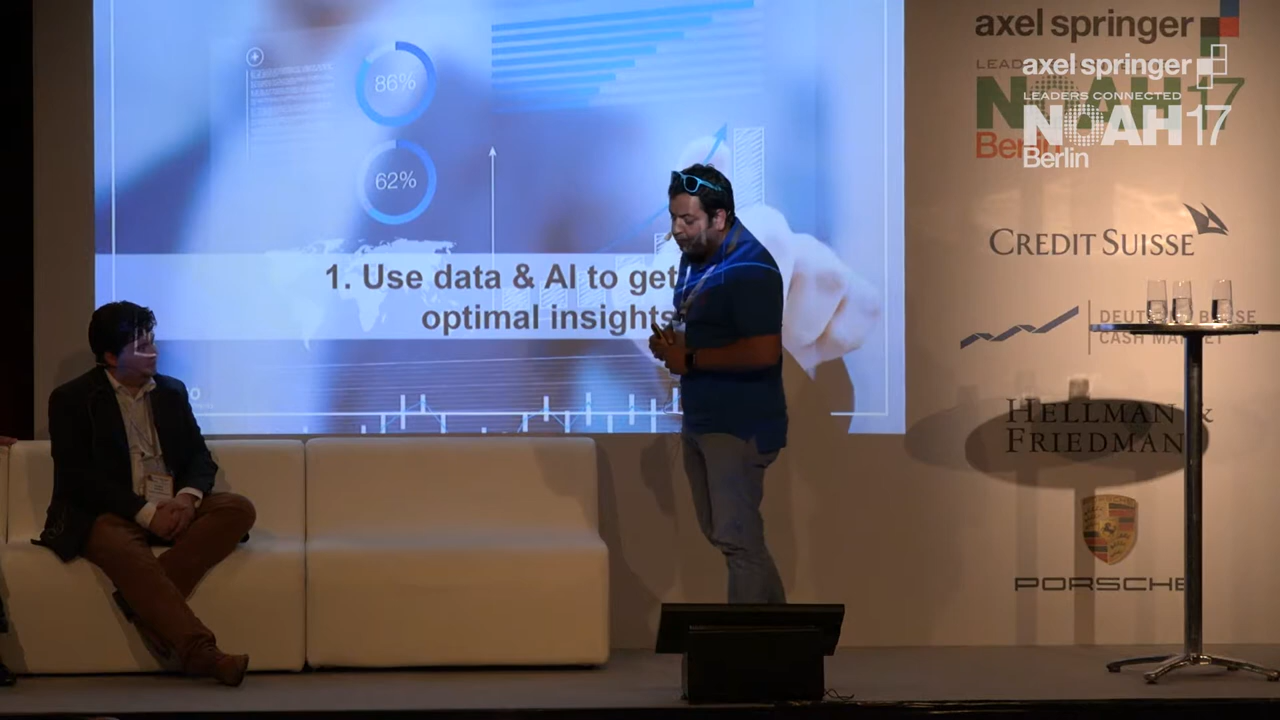 86%
62%
1. Use data & AI to get
optimal insights
axel springer
axel springer
LEADERS CONNECTED
NOAH17
Berlin
CREDIT SUISSE
CASH MARKET
HELLMAN &
FRIEDMAN
PORSCHE